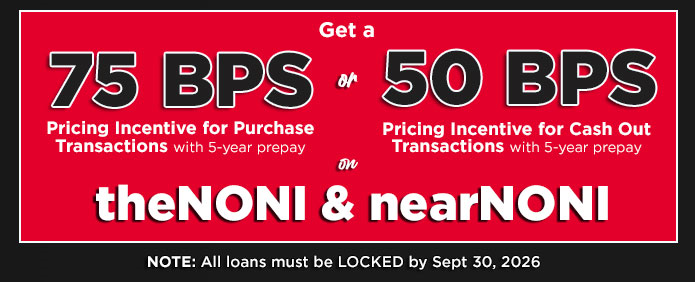 Get a
75 BPS or 50 BPS
Pricing Incentive for Purchase
Transactions with 5-year prepay
Pricing Incentive for Cash Out
Transactions with 5-year prepay
on
theNONI & nearNONI
NOTE: All loans must be LOCKED by Sept 30, 2026